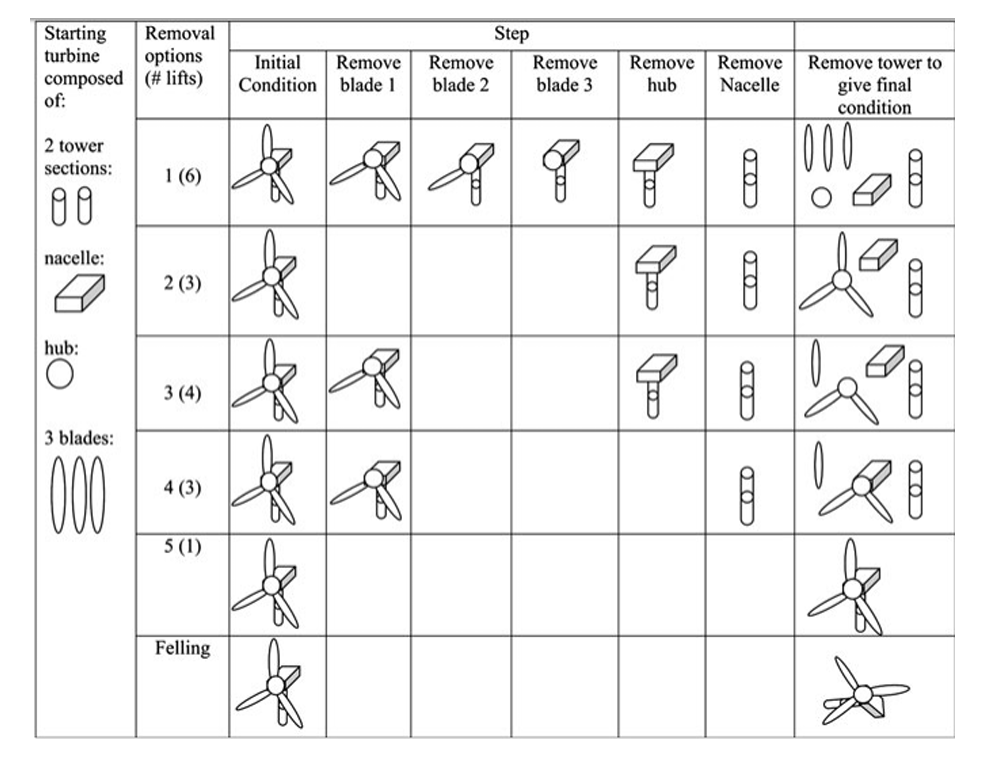 Starting
turbine
composed
of:
2 tower
sections:
nacelle:
hub:
3 blades:
Removal
options
(# lifts)
Step
Initial
Condition
Remove
blade 1
Remove
blade 2
Remove
blade 3
Remove
hub
Remove
Nacelle
Remove tower to
give final
condition
1 (6)
2 (3)
3 (4)
4 (3)
5 (1)
Felling